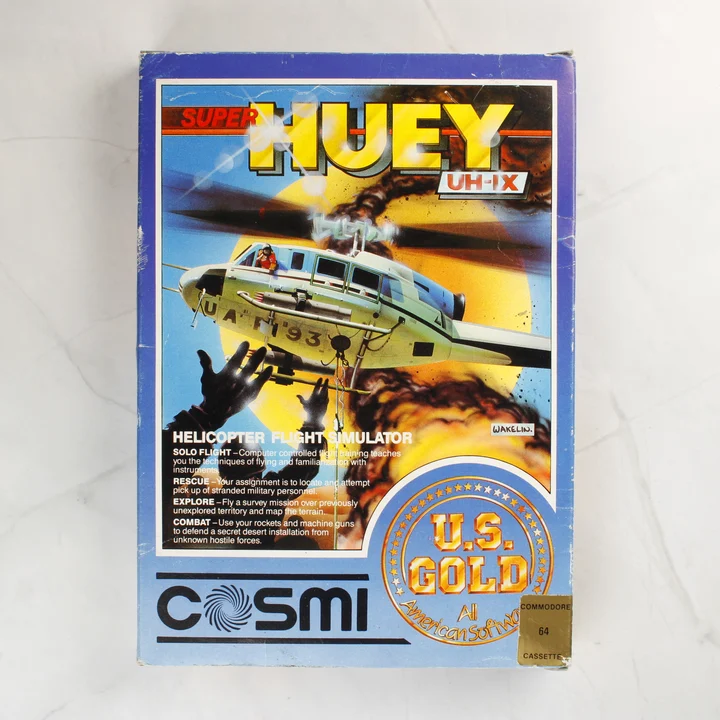 SUPER
HUEY
UH-IX
U A 193
WAKELIN.
HELICOPTER FLIGHT SIMULATOR
SOLO FLIGHT – Computer controlled flight training teaches
you the techniques of flying and familiarisation with
instruments.
RESCUE – Your assignment is to locate and attempt
pick up of stranded military personnel.
EXPLORE – Fly a survey mission over previously
unexplored territory and map the terrain.
COMBAT – Use your rockets and machine guns
to defend a secret desert installation from
unknown hostile forces.
U.S.
GOLD
All
American
COSMI
COMMODORE
64
CASSETTE